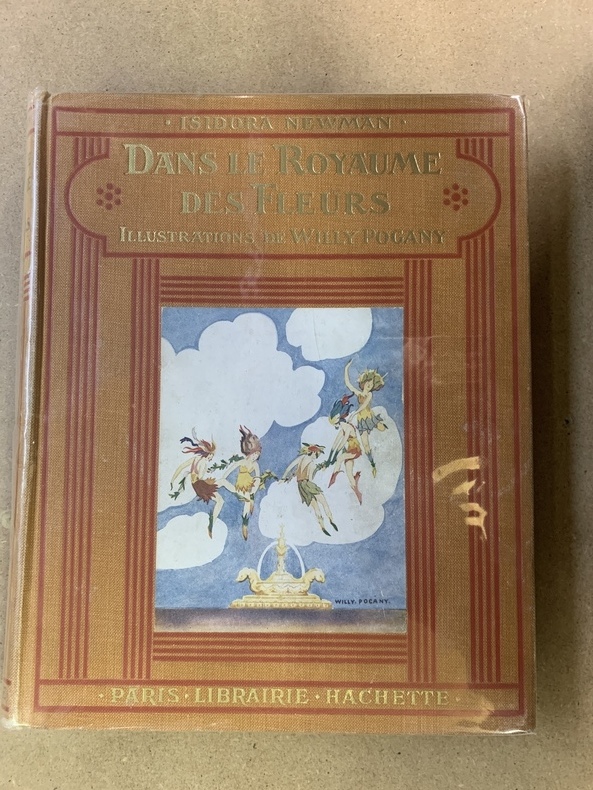 · ISIDORA NEWMAN ·
DANS LE ROYAUME
DES FLEURS
ILLUSTRATIONS DE WILLY POGANY
WILLY. POGANY.
· PARIS · LIBRAIRIE · HACHETTE ·